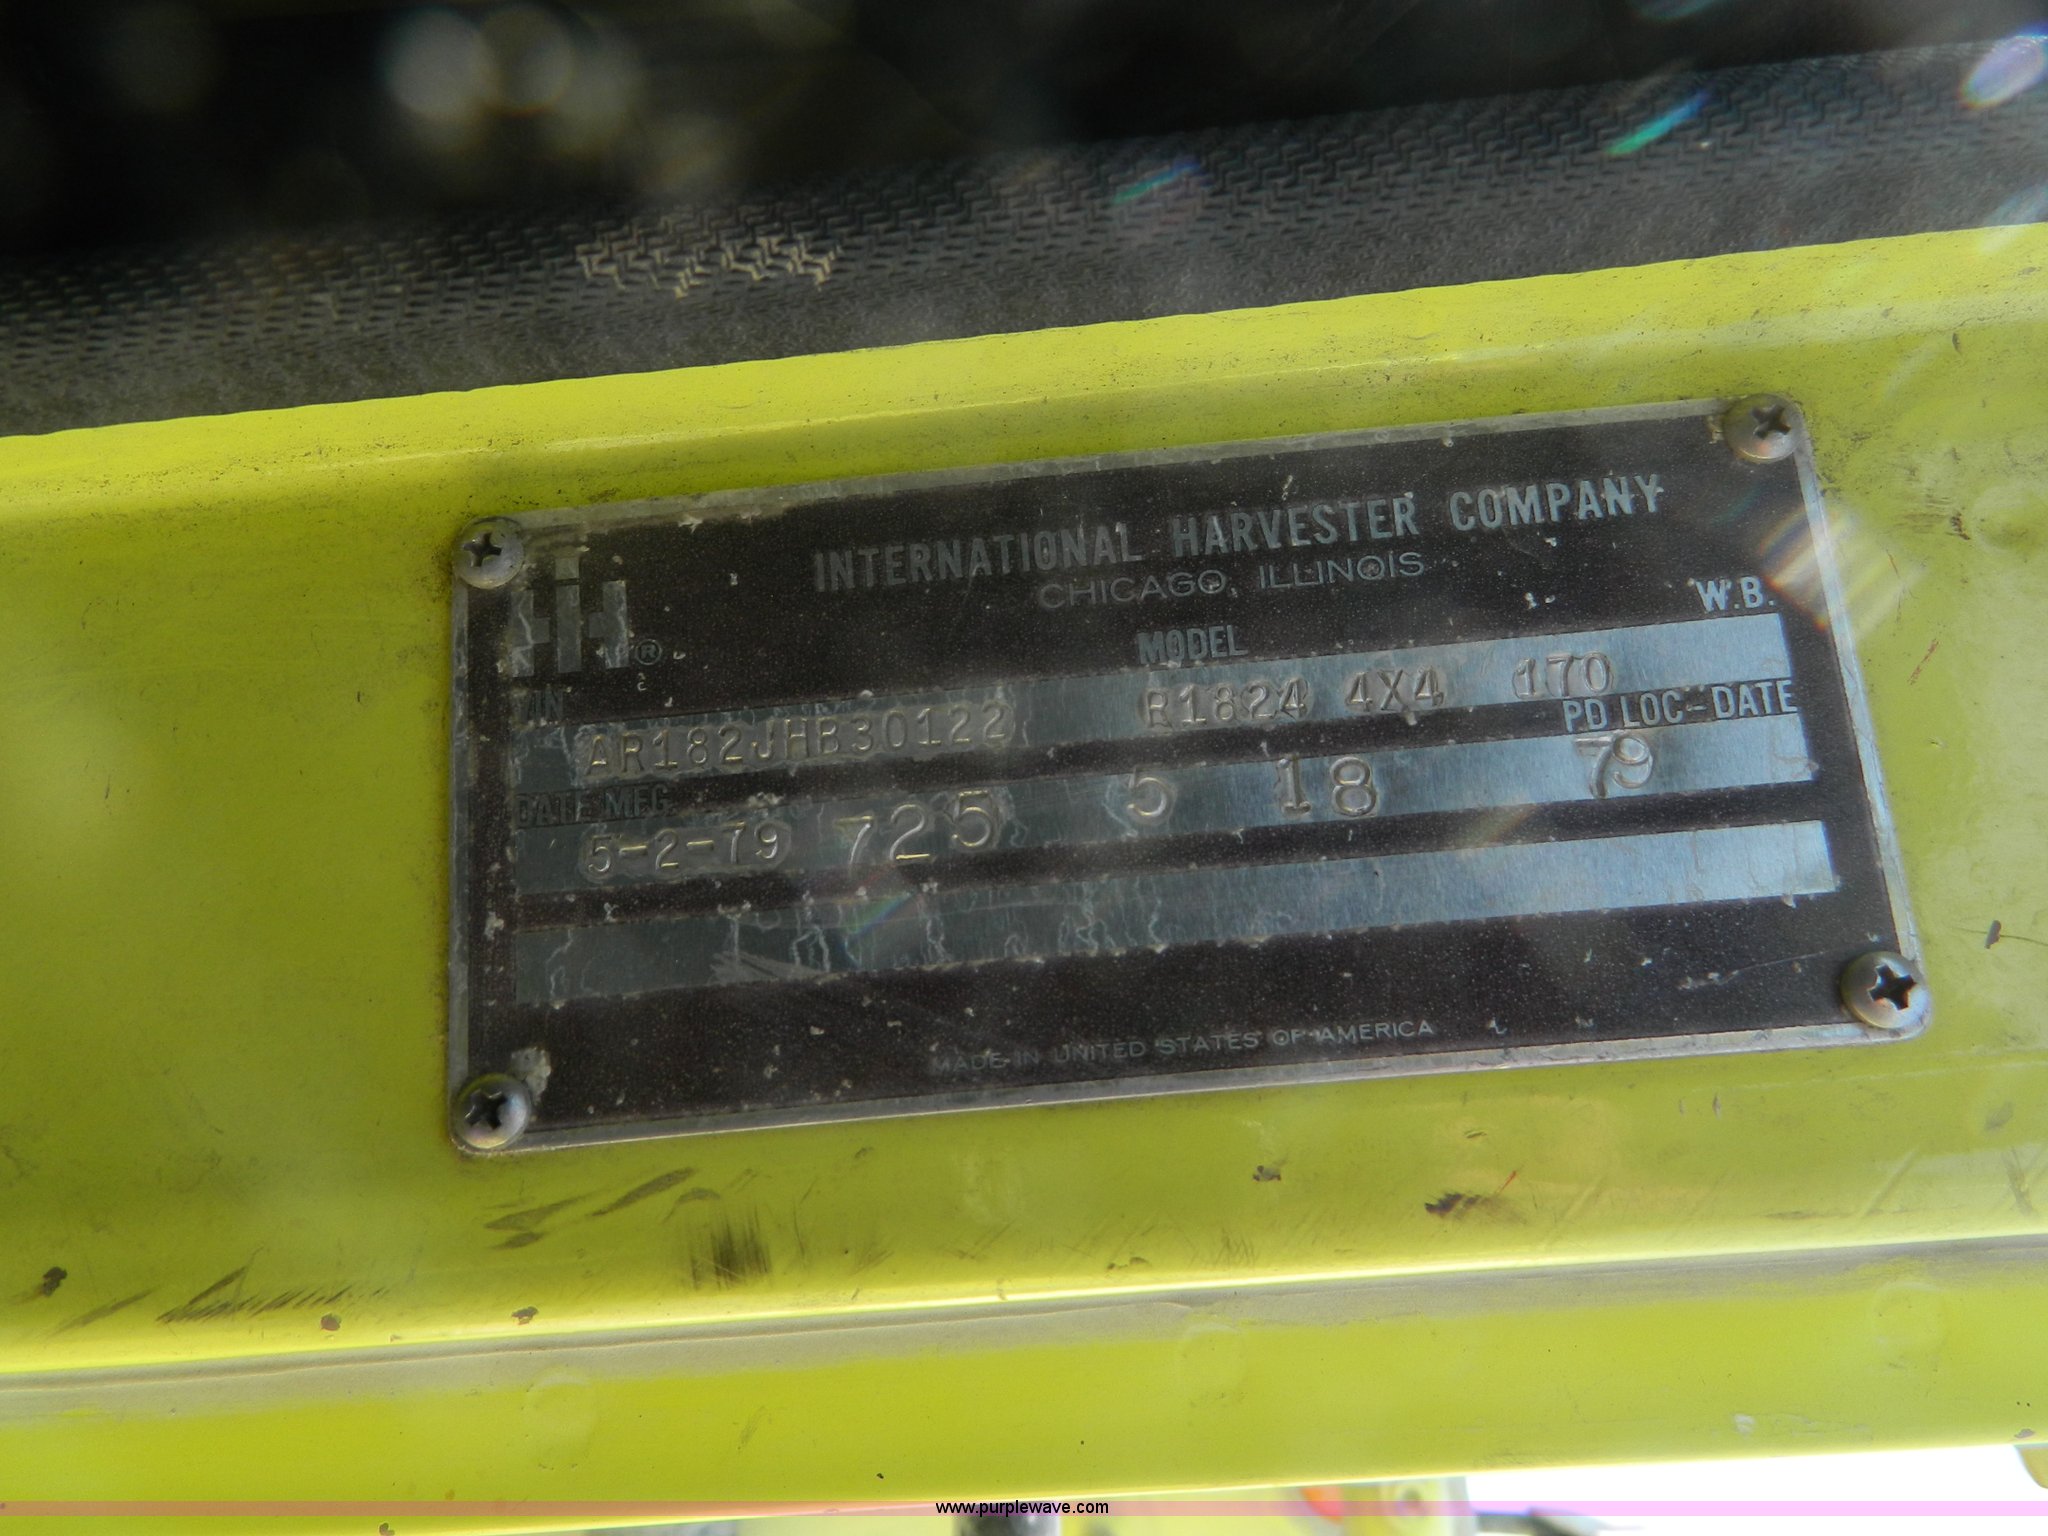 INTERNATIONAL HARVESTER COMPANY
CHICAGO, ILLINOIS
IH ®
VIN MODEL W.B.
AR182JHB30122 R1824 4X4 170
DATE MFG. PD LOC-DATE
5-2-79 725 5 18 79
MADE IN UNITED STATES OF AMERICA
www.purplewave.com